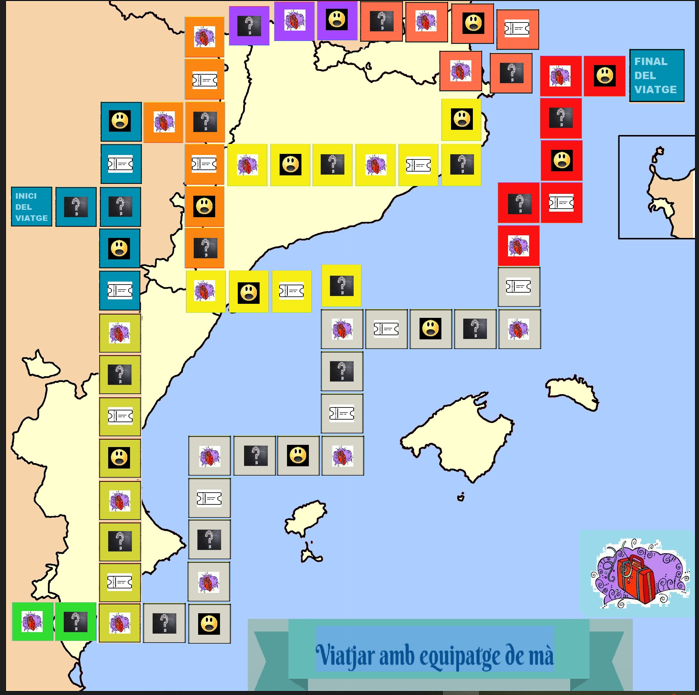 FINAL
DEL
VIATGE
INICI
DEL
VIATGE
Viatjar amb equipatge de mà